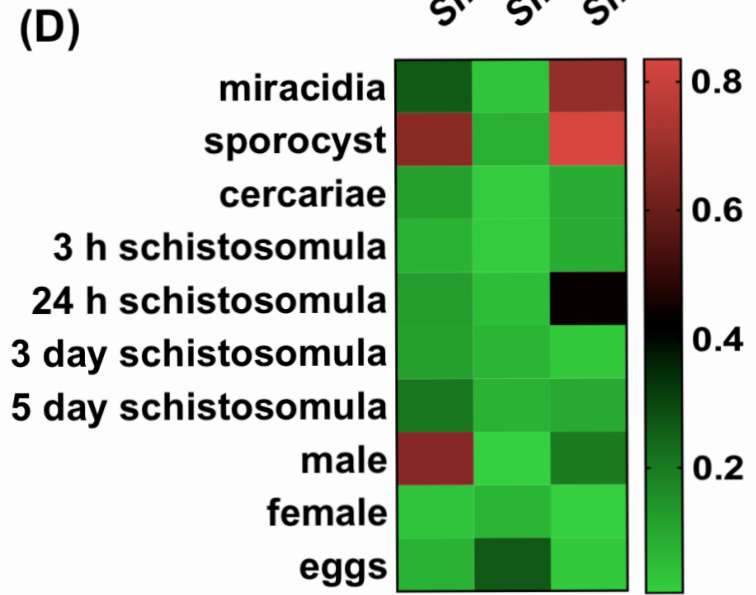 (D)
miracidia
sporocyst
cercariae
3 h schistosomula
24 h schistosomula
3 day schistosomula
5 day schistosomula
male
female
eggs
0.8
0.6
0.4
0.2